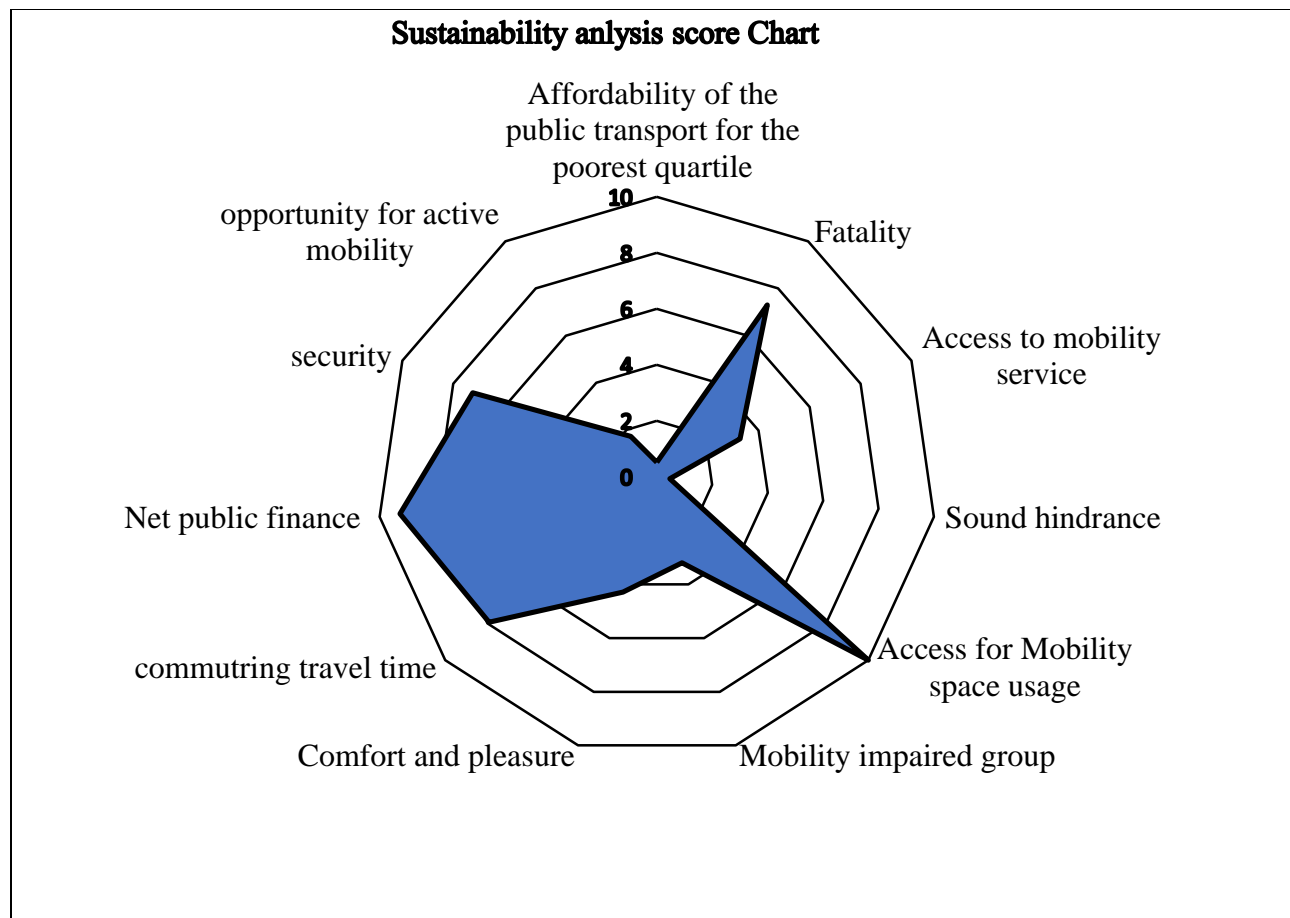 Sustainability anlysis score Chart
Affordability of the
public transport for the
poorest quartile
10
8
6
4
2
0
Fatality
Access to mobility
service
Sound hindrance
Access for Mobility
space usage
Mobility impaired group
Comfort and pleasure
commutring travel time
Net public finance
security
opportunity for active
mobility